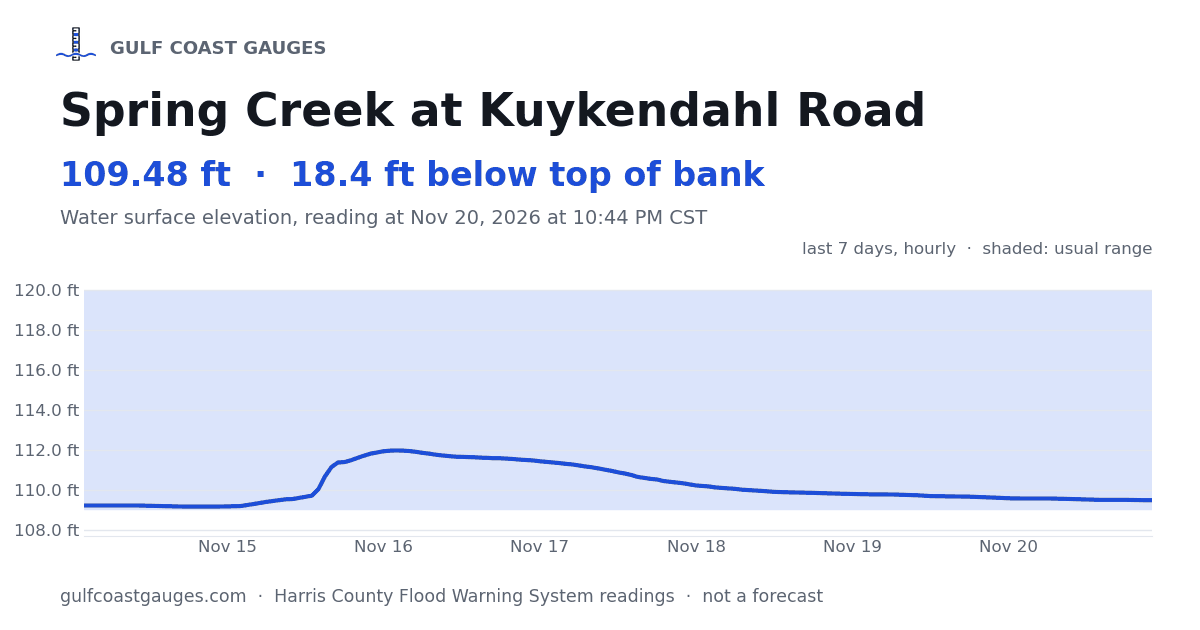 GULF COAST GAUGES
Spring Creek at Kuykendahl Road
109.48 ft · 18.4 ft below top of bank
Water surface elevation, reading at Nov 20, 2026 at 10:44 PM CST
last 7 days, hourly · shaded: usual range
120.0 ft
118.0 ft
116.0 ft
114.0 ft
112.0 ft
110.0 ft
108.0 ft
Nov 15 Nov 16 Nov 17 Nov 18 Nov 19 Nov 20
gulfcoastgauges.com · Harris County Flood Warning System readings · not a forecast